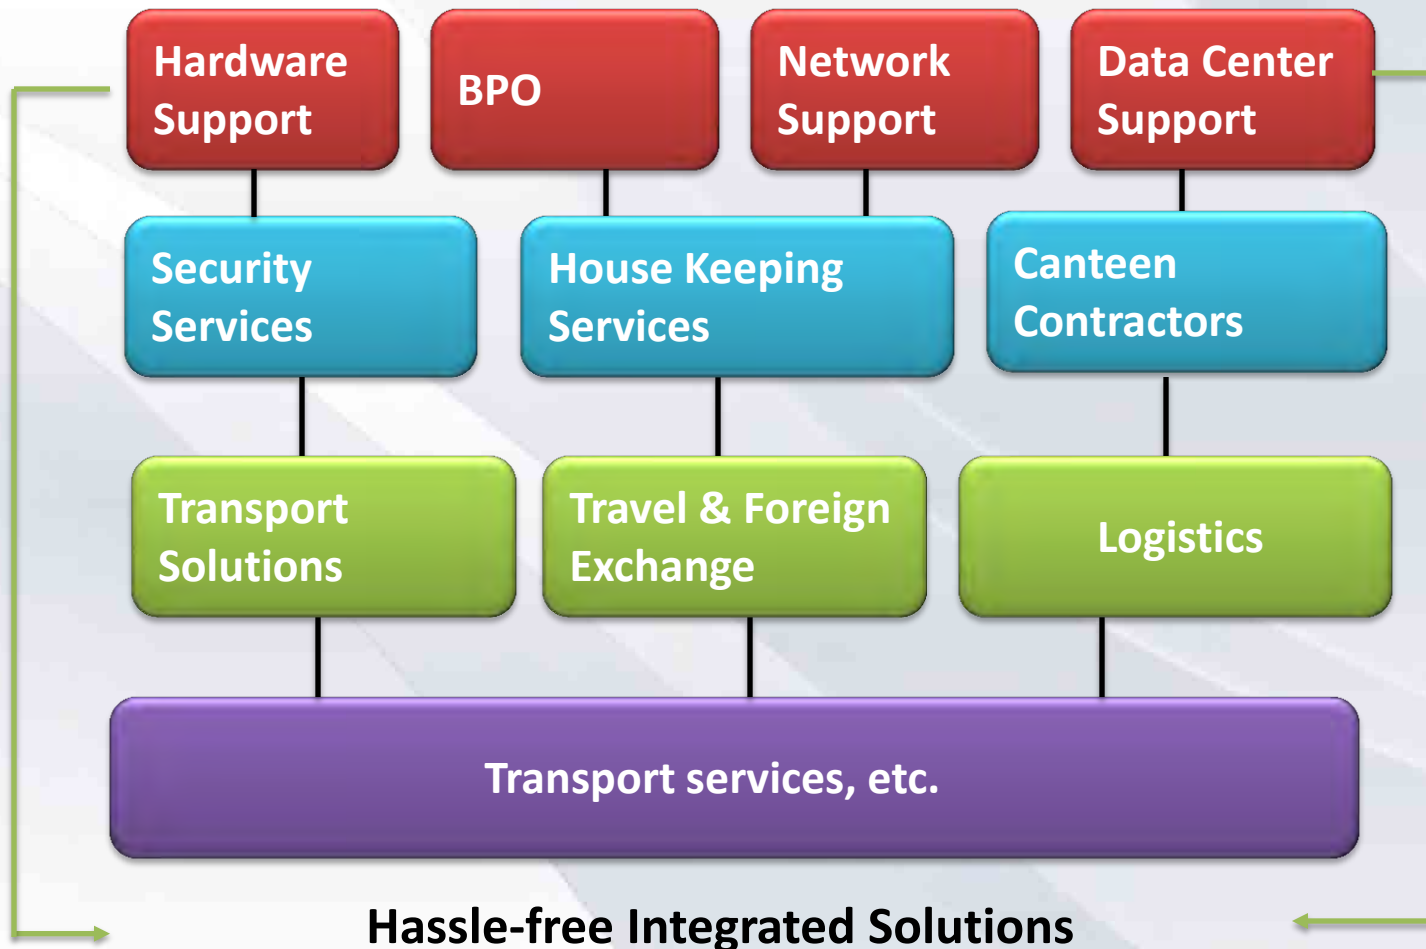 Hardware
Support
BPO
Network
Support
Data Center
Support
Security
Services
House Keeping
Services
Canteen
Contractors
Transport
Solutions
Travel & Foreign
Exchange
Logistics
Transport services, etc.
Hassle-free Integrated Solutions